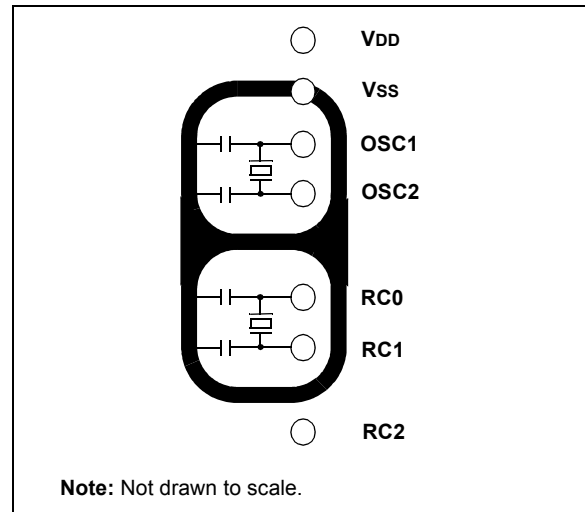 VDD
VSS
OSC1
OSC2
RC0
RC1
RC2
Note: Not drawn to scale.